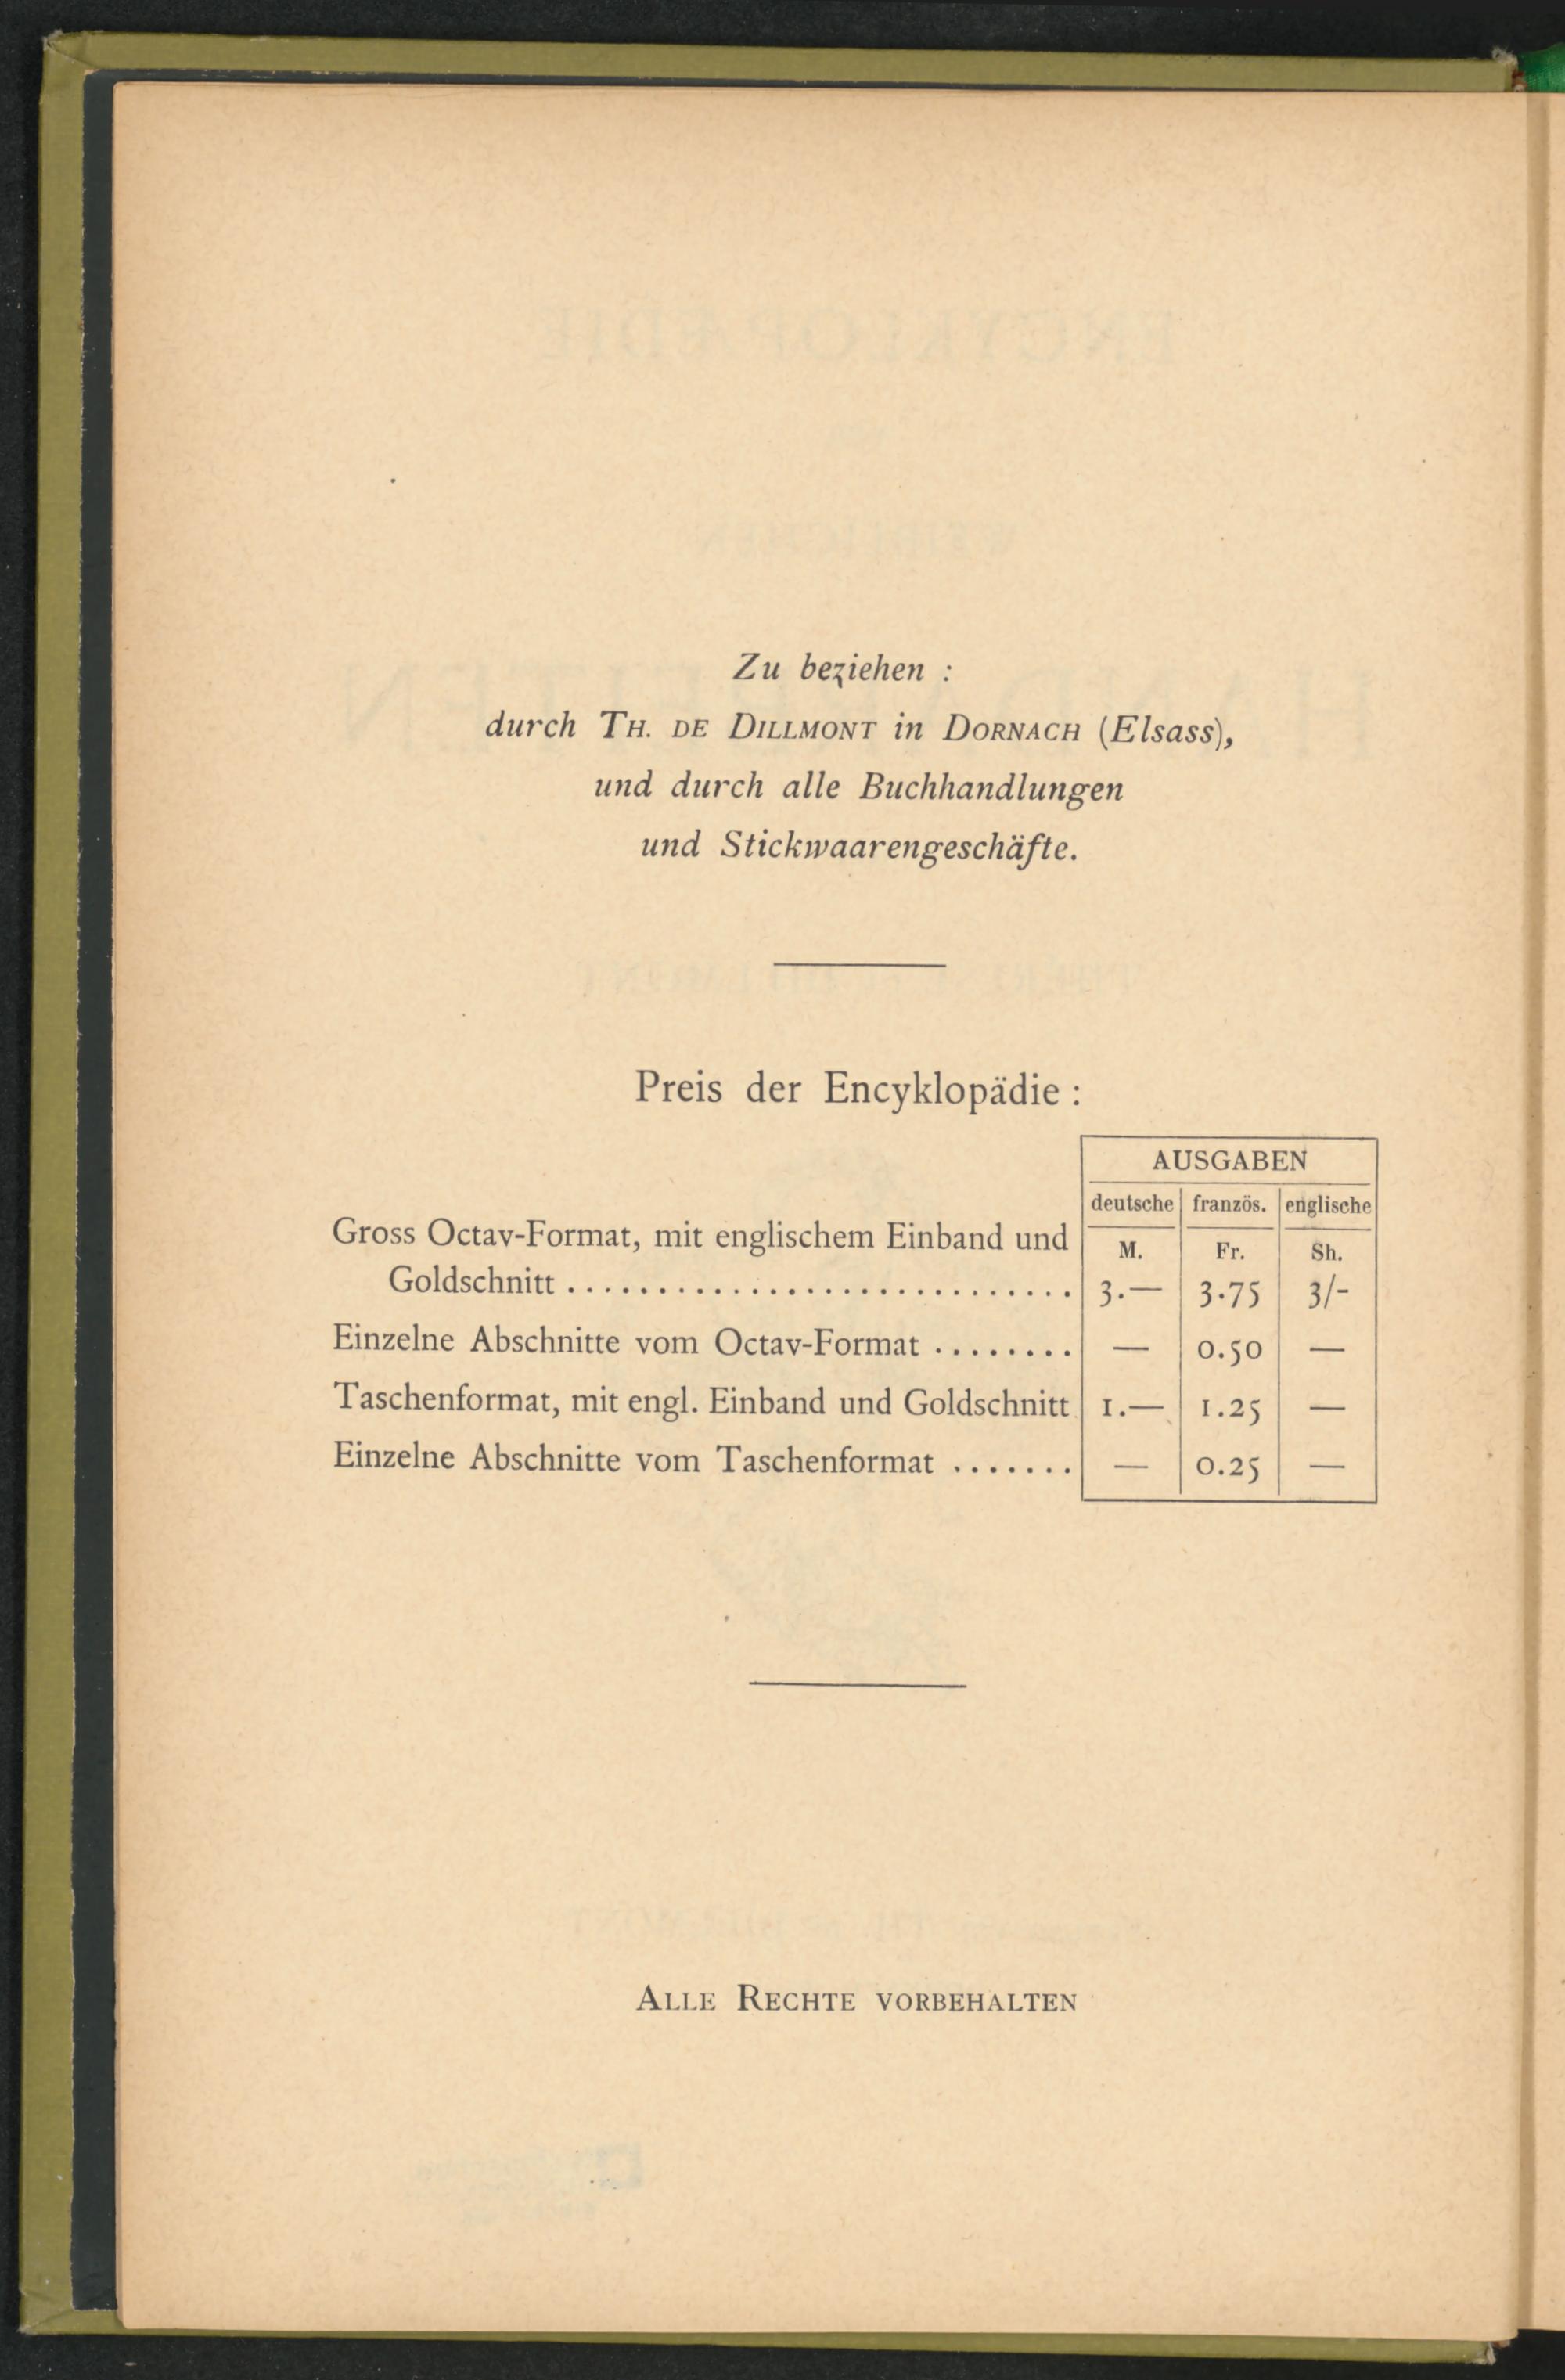 Zu beziehen :
durch TH. DE DILLMONT in DORNACH (Elsass),
und durch alle Buchhandlungen
und Stickwaarengeschäfte.
Preis der Encyklopädie :
AUSGABEN
deutsche französ. englische
M. Fr. Sh.
Gross Octav-Format, mit englischem Einband und
Goldschnitt ............................ 3.— 3.75 3/-
Einzelne Abschnitte vom Octav-Format ........ — 0.50 —
Taschenformat, mit engl. Einband und Goldschnitt 1.— 1.25 —
Einzelne Abschnitte vom Taschenformat ....... — 0.25 —
ALLE RECHTE VORBEHALTEN